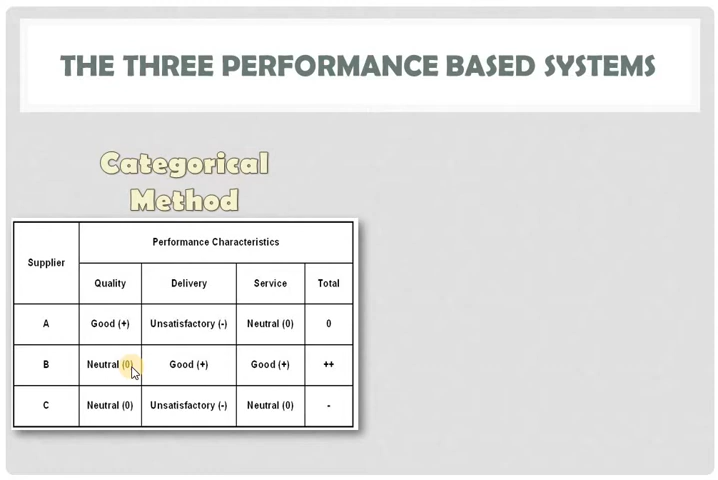 THE THREE PERFORMANCE BASED SYSTEMS
Categorical
Method
Supplier
Performance Characteristics
Quality Delivery Service Total
A Good (+) Unsatisfactory (-) Neutral (0) 0
B Neutral (0) Good (+) Good (+) ++
C Neutral (0) Unsatisfactory (-) Neutral (0) -